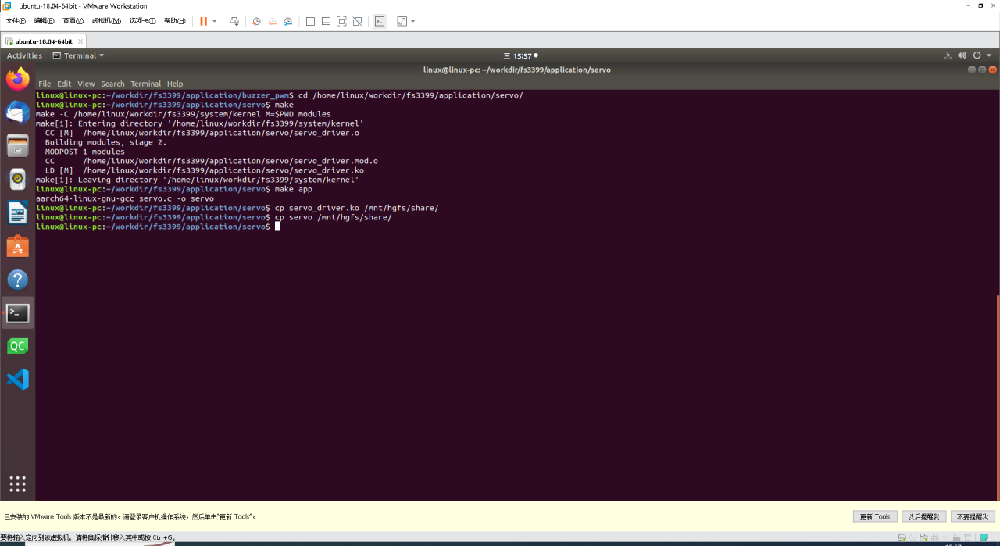 ubuntu-18.04-64bit - VMware Workstation
文件(F) 编辑(E) 查看(V) 虚拟机(M) 选项卡(T) 帮助(H)
ubuntu-18.04-64bit
Activities Terminal 三 15:57
linux@linux-pc: ~/workdir/fs3399/application/servo
File Edit View Search Terminal Help
linux@linux-pc:~/workdir/fs3399/application/buzzer_pwm$ cd /home/linux/workdir/fs3399/application/servo/
linux@linux-pc:~/workdir/fs3399/application/servo$ make
make -C /home/linux/workdir/fs3399/system/kernel M=$PWD modules
make[1]: Entering directory '/home/linux/workdir/fs3399/system/kernel'
CC [M] /home/linux/workdir/fs3399/application/servo/servo_driver.o
Building modules, stage 2.
MODPOST 1 modules
CC /home/linux/workdir/fs3399/application/servo/servo_driver.mod.o
LD [M] /home/linux/workdir/fs3399/application/servo/servo_driver.ko
make[1]: Leaving directory '/home/linux/workdir/fs3399/system/kernel'
linux@linux-pc:~/workdir/fs3399/application/servo$ make app
aarch64-linux-gnu-gcc servo.c -o servo
linux@linux-pc:~/workdir/fs3399/application/servo$ cp servo_driver.ko /mnt/hgfs/share/
linux@linux-pc:~/workdir/fs3399/application/servo$ cp servo /mnt/hgfs/share/
linux@linux-pc:~/workdir/fs3399/application/servo$
QC
已安装的 VMware Tools 版本不是最新的。请登录客户机操作系统，然后单击“更新 Tools”。 更新 Tools 以后提醒我 不要提醒我
要将输入定向到该虚拟机，请将鼠标指针移入其中或按 Ctrl+G。